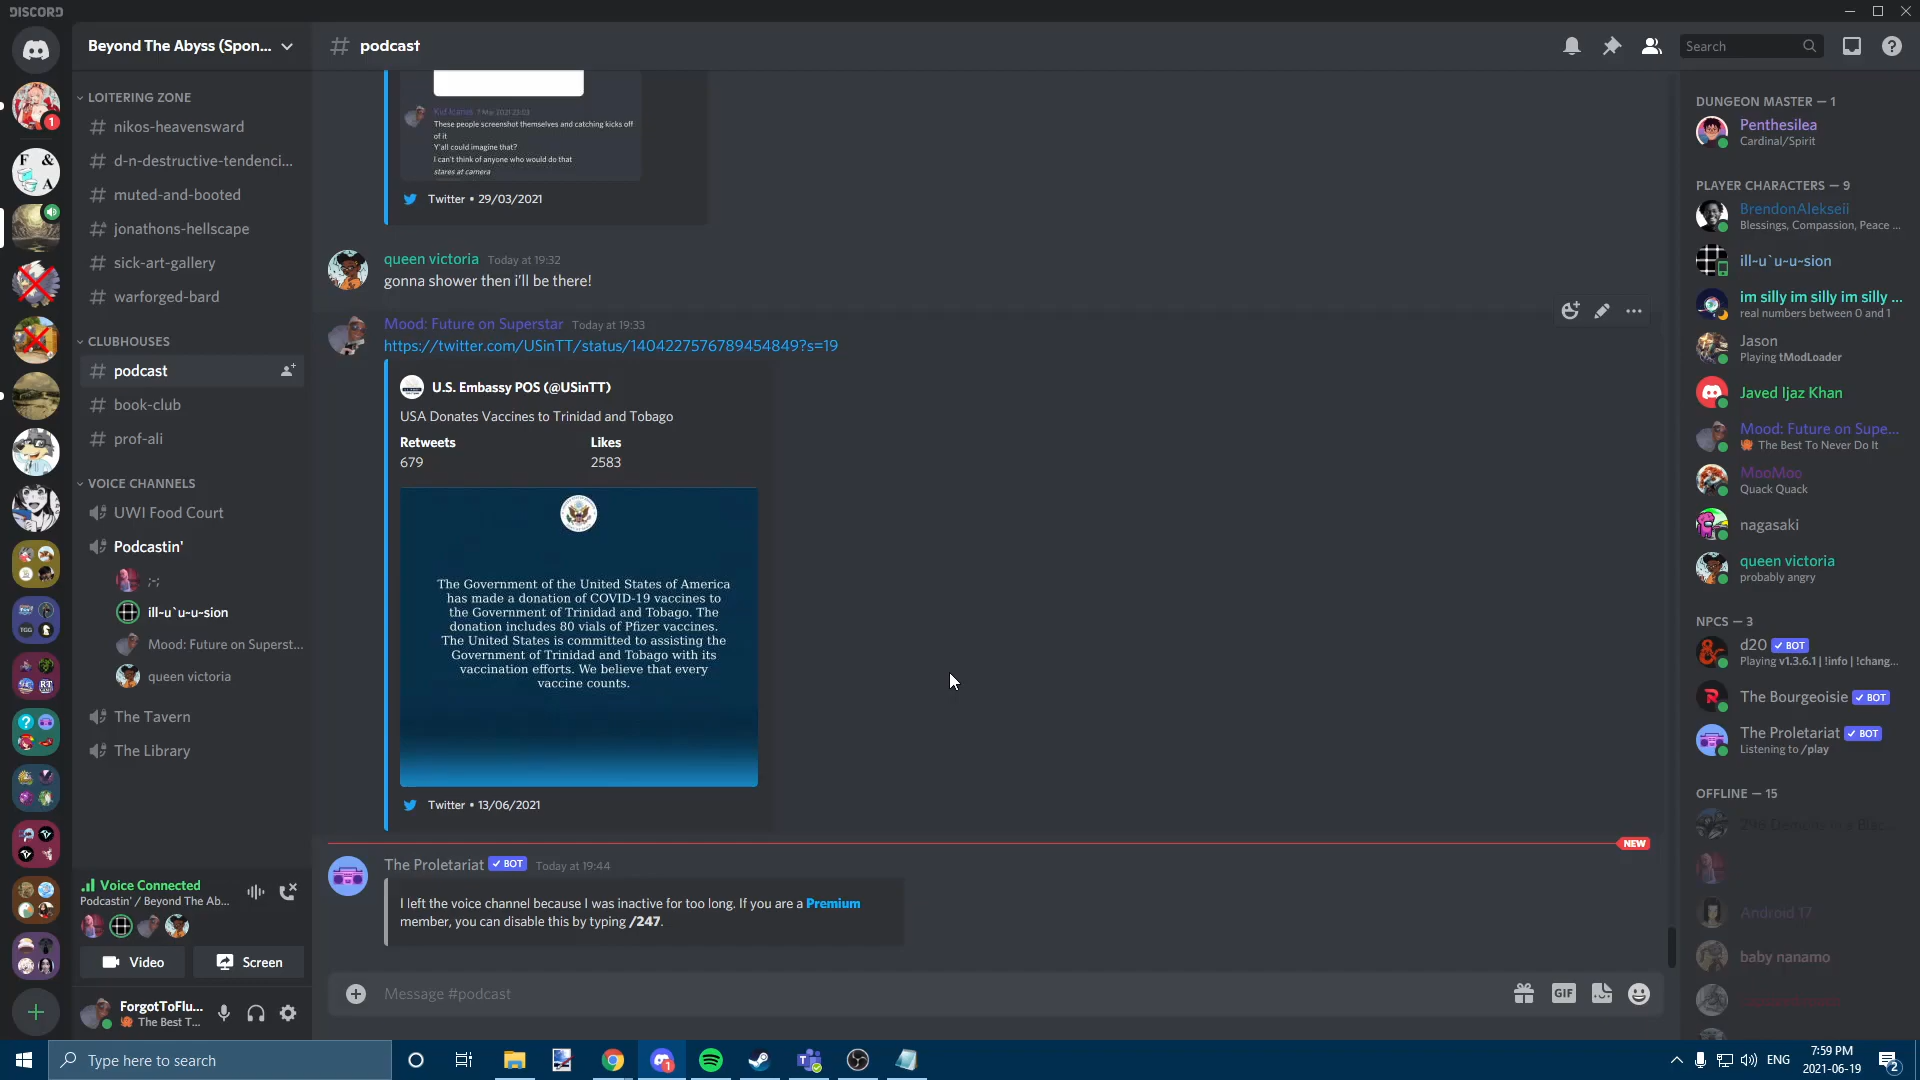 DISCORD
Beyond The Abyss (Spon...
# podcast
Search
LOITERING ZONE
nikos-heavensward
d-n-destructive-tendenci...
muted-and-booted
jonathons-hellscape
sick-art-gallery
warforged-bard
CLUBHOUSES
podcast
book-club
prof-ali
VOICE CHANNELS
UWI Food Court
Podcastin'
;-;
ill~u`u-u-sion
Mood: Future on Superst...
queen victoria
The Tavern
The Library
Voice Connected
Podcastin' / Beyond The Ab...
Video
Screen
ForgotToFlu...
The Best T...
Kid Icarus 7 Mar 2021 23:03
These people screenshot themselves and catching kicks off
of it
Y'all could imagine that?
I can't think of anyone who would do that
stares at camera
Twitter • 29/03/2021
queen victoria Today at 19:32
gonna shower then i'll be there!
Mood: Future on Superstar Today at 19:33
https://twitter.com/USinTT/status/1404227576789454849?s=19
U.S. Embassy POS (@USinTT)
USA Donates Vaccines to Trinidad and Tobago
Retweets Likes
679 2583
The Government of the United States of America
has made a donation of COVID-19 vaccines to
the Government of Trinidad and Tobago. The
donation includes 80 vials of Pfizer vaccines.
The United States is committed to assisting the
Government of Trinidad and Tobago with its
vaccination efforts. We believe that every
vaccine counts.
Twitter • 13/06/2021
NEW
The Proletariat BOT Today at 19:44
I left the voice channel because I was inactive for too long. If you are a Premium
member, you can disable this by typing /247.
Message #podcast
GIF
DUNGEON MASTER — 1
Penthesilea
Cardinal/Spirit
PLAYER CHARACTERS — 9
BrendonAlekseii
Blessings, Compassion, Peace ...
ill~u`u-u-sion
im silly im silly im silly ...
real numbers between 0 and 1
Jason
Playing tModLoader
Javed Ijaz Khan
Mood: Future on Supe...
The Best To Never Do It
MooMoo
Quack Quack
nagasaki
queen victoria
probably angry
NPCS — 3
d20 BOT
Playing v1.3.6.1 | !info | !chang...
The Bourgeoisie BOT
The Proletariat BOT
Listening to /play
OFFLINE — 15
Android 17
baby nanamo
Type here to search
ENG
7:59 PM
2021-06-19
2